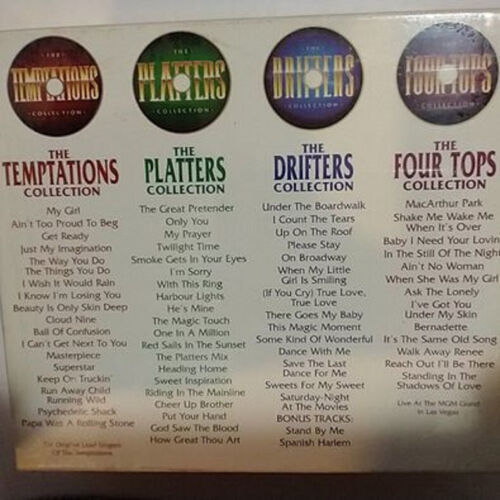 THE
TEMPTATIONS
COLLECTION
THE
PLATTERS
COLLECTION
THE
DRIFTERS
COLLECTION
FOUR TOPS
COLLECTION
THE
TEMPTATIONS
COLLECTION
My Girl
Ain't Too Proud To Beg
Get Ready
Just My Imagination
The Way You Do
The Things You Do
I Wish It Would Rain
I Know I'm Losing You
Beauty Is Only Skin Deep
Cloud Nine
Ball Of Confusion
I Can't Get Next To You
Masterpiece
Superstar
Keep On Truckin'
Run Away Child
Running Wild
Psychedelic Shack
Papa Was A Rolling Stone
The Original Lead Singers
Of The Temptations
THE
PLATTERS
COLLECTION
The Great Pretender
Only You
My Prayer
Twilight Time
Smoke Gets In Your Eyes
I'm Sorry
With This Ring
Harbour Lights
He's Mine
The Magic Touch
One In A Million
Red Sails In The Sunset
The Platters Mix
Heading Home
Sweet Inspiration
Riding In The Mainline
Cheer Up Brother
Put Your Hand
God Saw The Blood
How Great Thou Art
THE
DRIFTERS
COLLECTION
Under The Boardwalk
I Count The Tears
Up On The Roof
Please Stay
On Broadway
When My Little
Girl Is Smiling
(If You Cry) True Love,
True Love
There Goes My Baby
This Magic Moment
Some Kind Of Wonderful
Dance With Me
Save The Last
Dance For Me
Sweets For My Sweet
Saturday-Night
At The Movies
BONUS TRACKS:
Stand By Me
Spanish Harlem
THE
FOUR TOPS
COLLECTION
MacArthur Park
Shake Me Wake Me
When It's Over
Baby I Need Your Lovin
In The Still Of The Night
Ain't No Woman
When She Was My Girl
Ask The Lonely
I've Got You
Under My Skin
Bernadette
It's The Same Old Song
Walk Away Renee
Reach Out I'll Be There
Standing In The
Shadows Of Love
Live At The MGM Grand
In Las Vegas